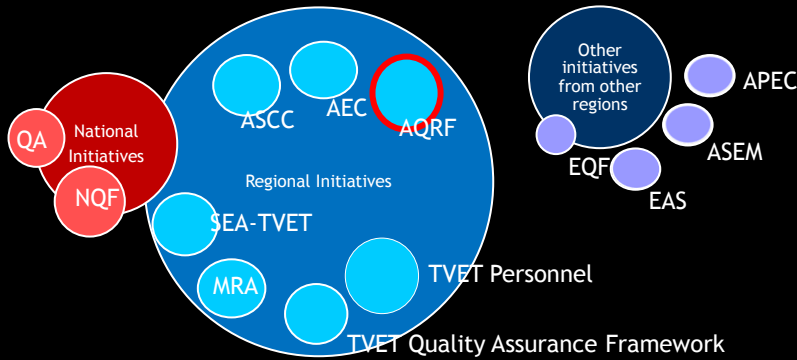 QA
National
Initiatives
NQF
ASCC
AEC
AQRF
Regional Initiatives
SEA-TVET
MRA
TVET Personnel
TVET Quality Assurance Framework
Other
initiatives
from other
regions
APEC
ASEM
EQF
EAS